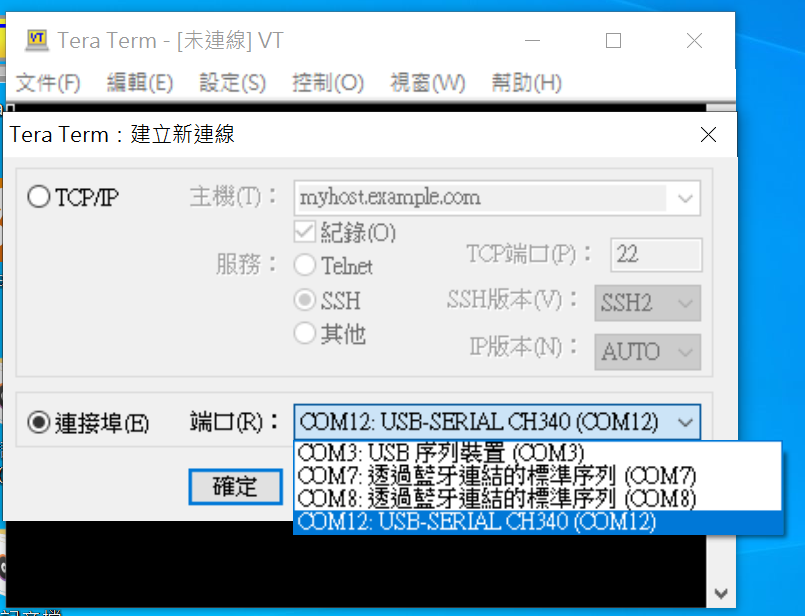 VT Tera Term - [未連線] VT
文件(F) 編輯(E) 設定(S) 控制(O) 視窗(W) 幫助(H)
Tera Term：建立新連線
TCP/IP 主機(T)： myhost.example.com
紀錄(O)
服務： Telnet TCP端口(P)： 22
SSH SSH版本(V)： SSH2
其他 IP版本(N)： AUTO
連接埠(E) 端口(R)： COM12: USB-SERIAL CH340 (COM12)
COM3: USB 序列裝置 (COM3)
COM7: 透過藍牙連結的標準序列 (COM7)
COM8: 透過藍牙連結的標準序列 (COM8)
COM12: USB-SERIAL CH340 (COM12)
確定